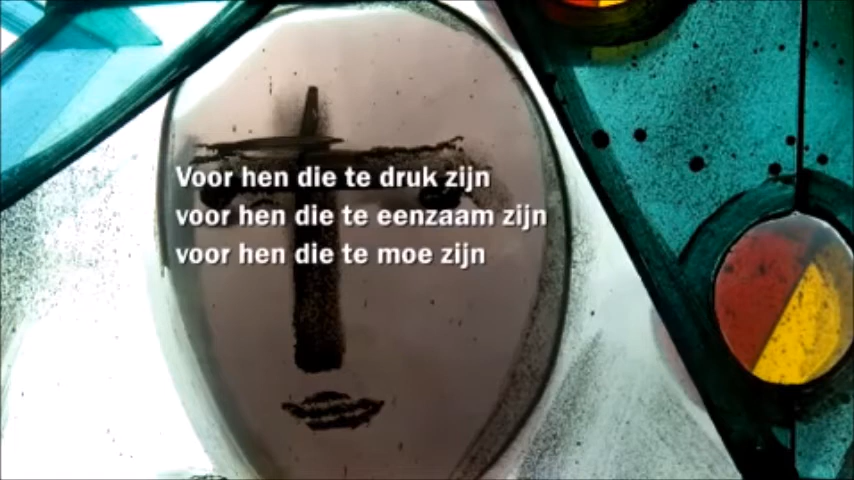 Voor hen die te druk zijn
voor hen die te eenzaam zijn
voor hen die te moe zijn